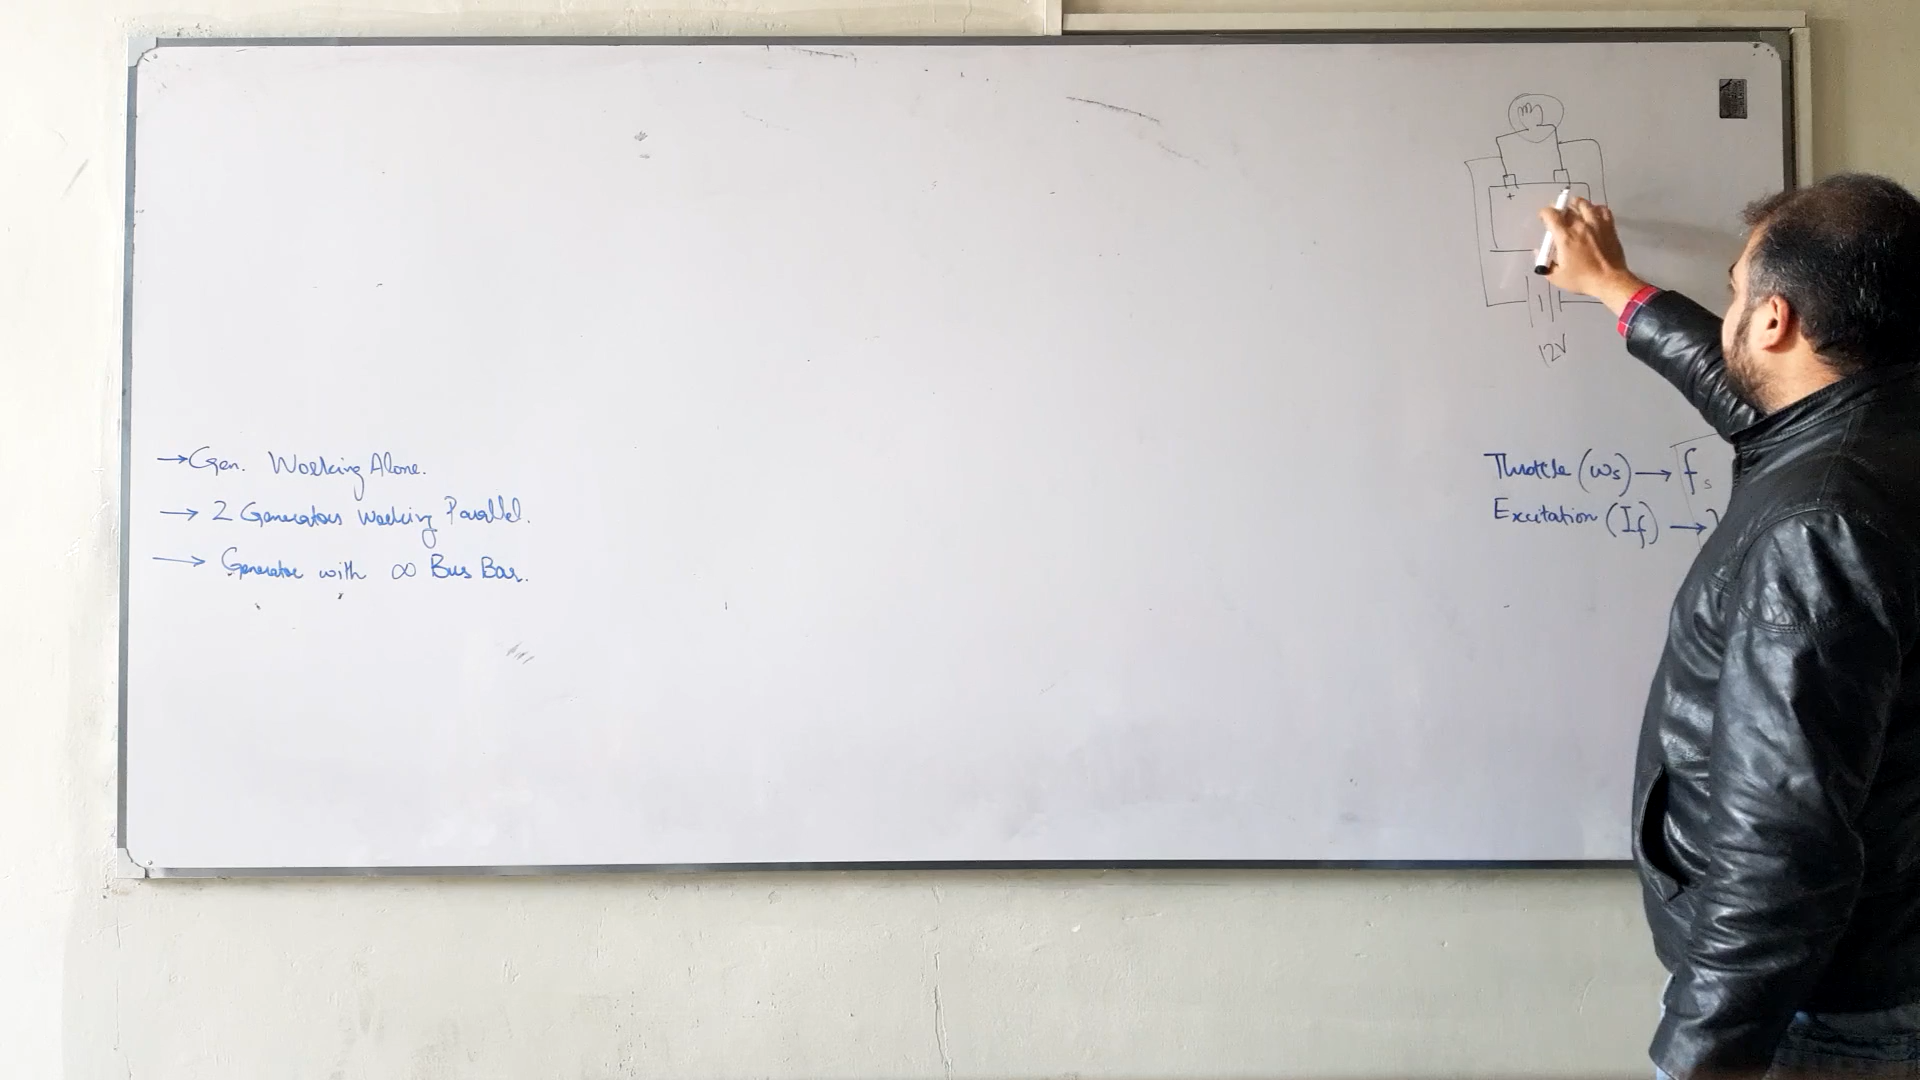 +
12V
→ Gen. Working Alone.
→ 2 Generators Working Parallel.
→ Generator with ∞ Bus Bar.
Throttle (ωs) → fs
Excitation (If) →